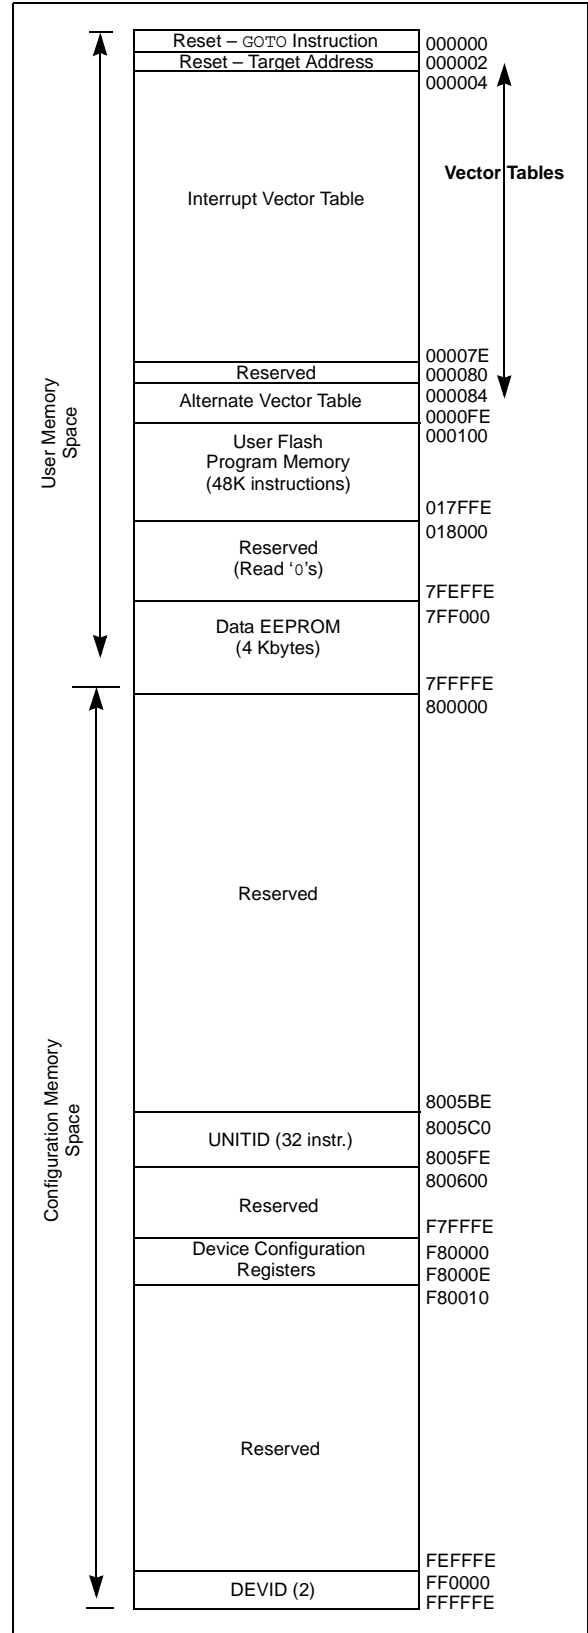 Reset – GOTO Instruction
000000
Reset – Target Address
000002
000004
Vector Tables
Interrupt Vector Table
00007E
Reserved
000080
Alternate Vector Table
000084
0000FE
User Flash
Program Memory
(48K instructions)
000100
017FFE
018000
Reserved
(Read ‘0’s)
7FEFFE
7FF000
Data EEPROM
(4 Kbytes)
7FFFFE
User Memory
Space
800000
Reserved
8005BE
8005C0
UNITID (32 instr.)
8005FE
800600
Reserved
F7FFFE
Device Configuration
Registers
F80000
F8000E
F80010
Reserved
FEFFFE
FF0000
DEVID (2)
FFFFFE
Configuration Memory
Space